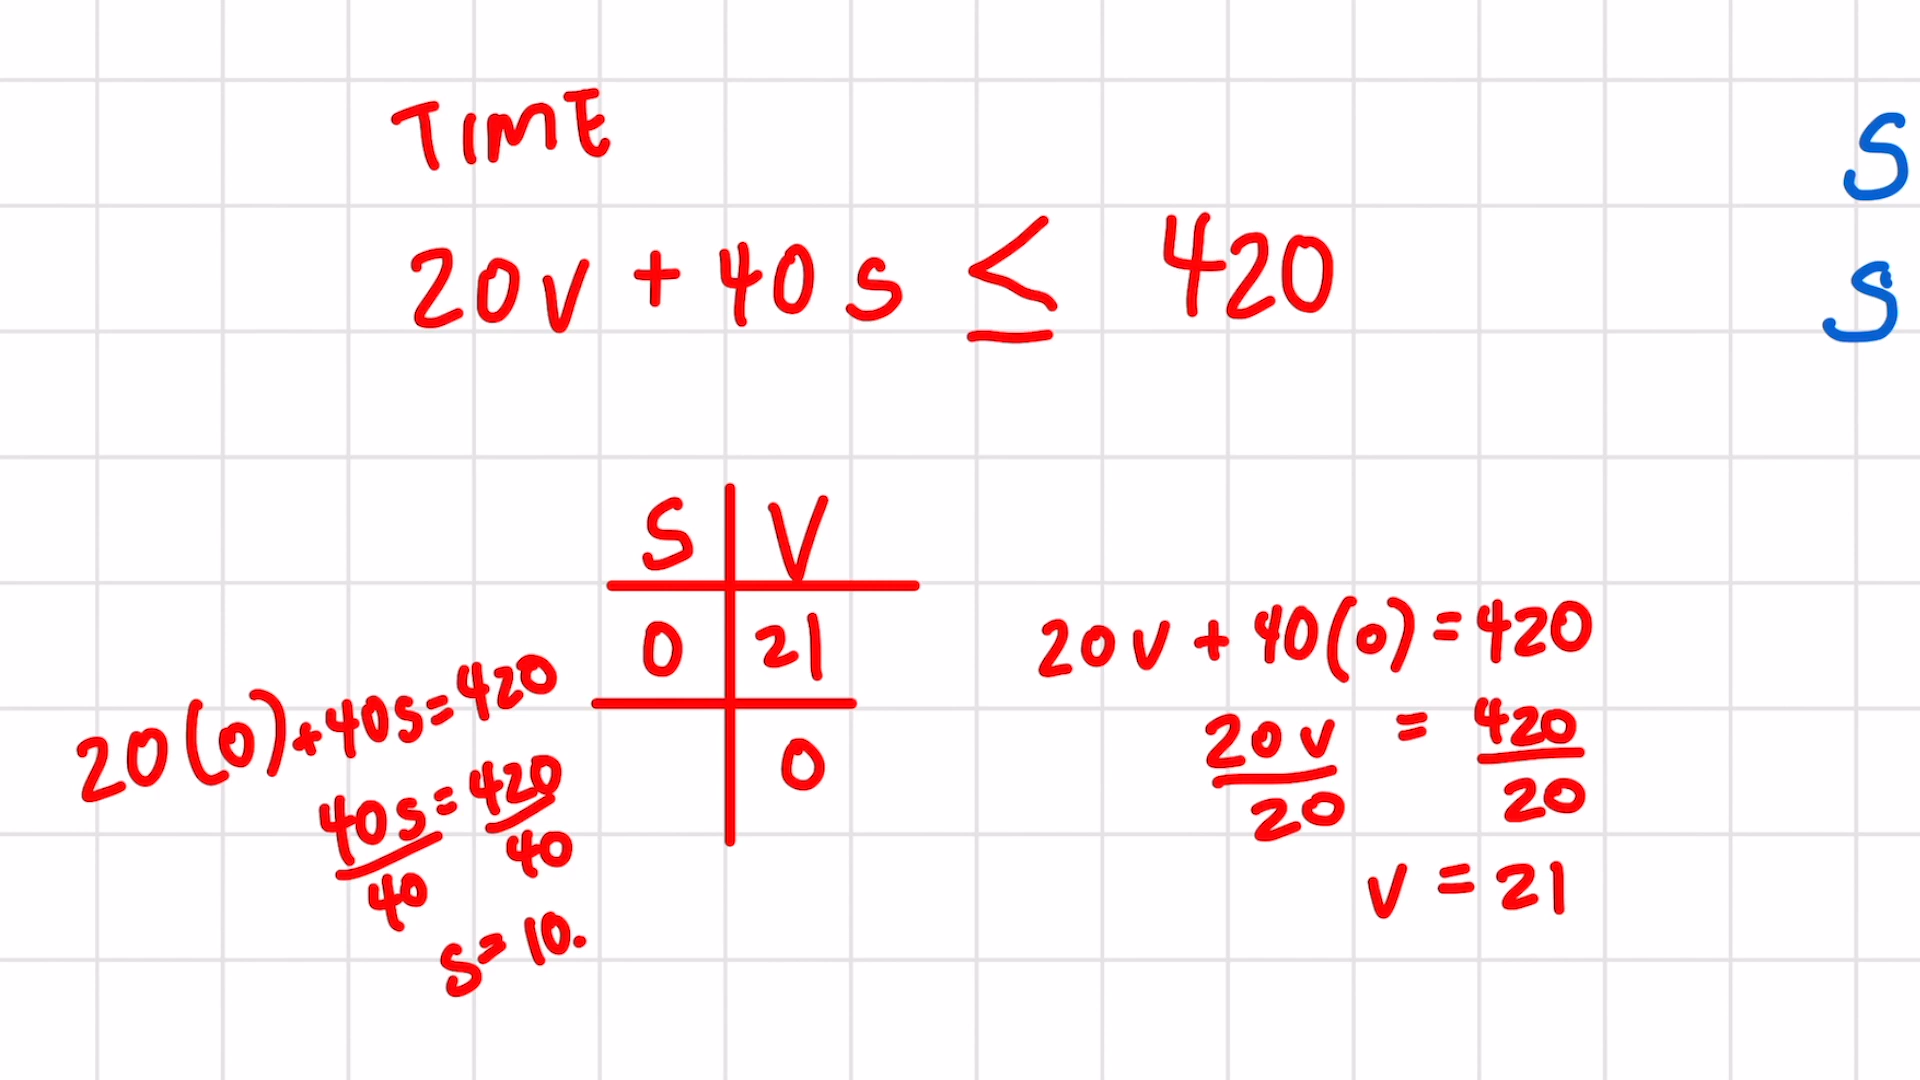 TIME
S
20v + 40s ≤ 420
S
S V
0 21
0
20(0)+40s=420
40s=420
40 40
s=10.
20v + 40(0)=420
20v = 420
20 20
v = 21